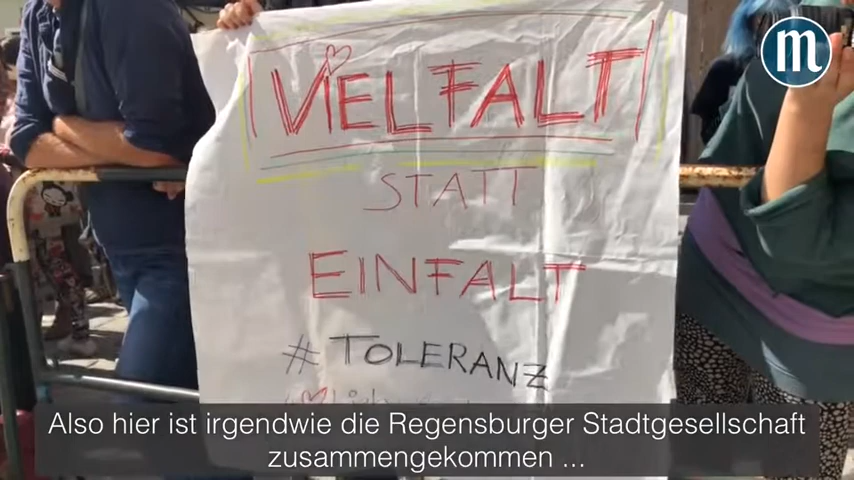 m
VIELFALT
STATT
EINFALT
#TOLERANZ
Also hier ist irgendwie die Regensburger Stadtgesellschaft
zusammengekommen ...